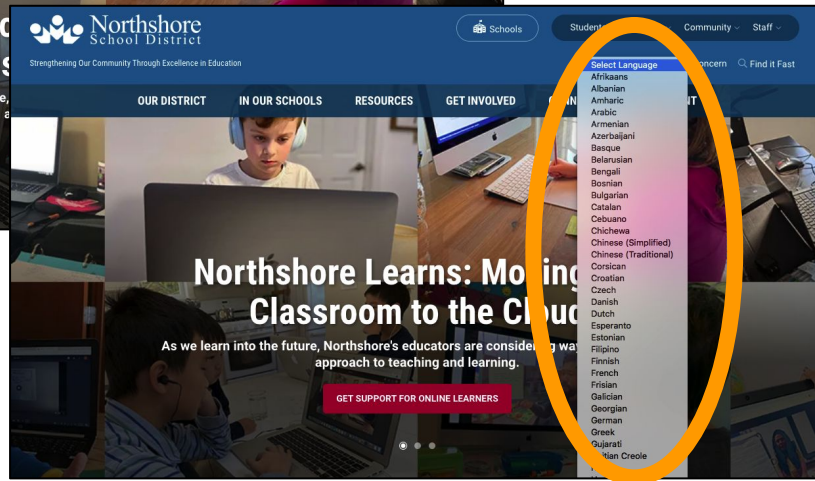 Northshore
School District
Strengthening Our Community Through Excellence in Education
Schools
Community
Staff
Find it Fast
OUR DISTRICT
IN OUR SCHOOLS
RESOURCES
GET INVOLVED
Northshore Learns:
Classroom to the
As we learn into the future, Northshore's educators are considering
approach to teaching and learning.
GET SUPPORT FOR ONLINE LEARNERS
Select Language
Afrikaans
Albanian
Amharic
Arabic
Armenian
Azerbaijani
Basque
Belarusian
Bengali
Bosnian
Bulgarian
Catalan
Cebuano
Chichewa
Chinese (Simplified)
Chinese (Traditional)
Corsican
Croatian
Czech
Danish
Dutch
Esperanto
Estonian
Filipino
Finnish
French
Frisian
Galician
Georgian
German
Greek
Gujarati
Creole